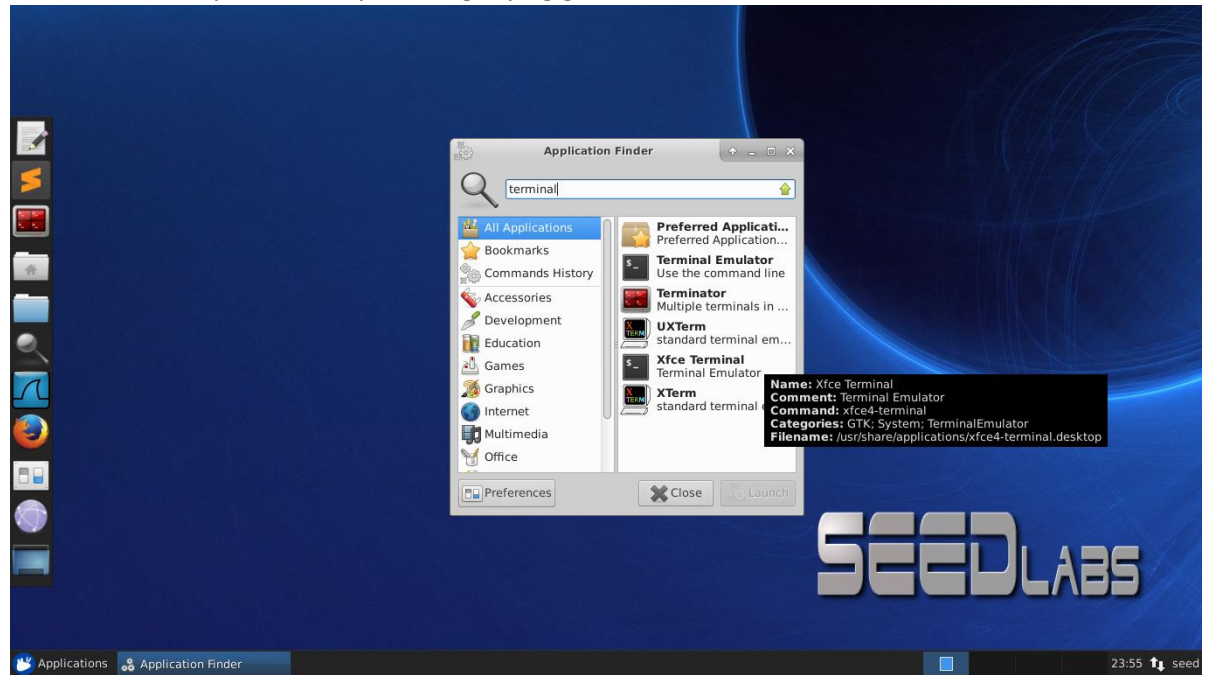 Application Finder
terminal
All Applications
Bookmarks
Commands History
Accessories
Development
Education
Games
Graphics
Internet
Multimedia
Office
Preferred Applicati...
Preferred Application...
Terminal Emulator
Use the command line
Terminator
Multiple terminals in ...
UXTerm
standard terminal em...
Xfce Terminal
Terminal Emulator
XTerm
standard terminal
Name: Xfce Terminal
Comment: Terminal Emulator
Command: xfce4-terminal
Categories: GTK; System; TerminalEmulator
Filename: /usr/share/applications/xfce4-terminal.desktop
Preferences
Close
Launch
SEEDLABS
Applications
Application Finder
23:55
seed